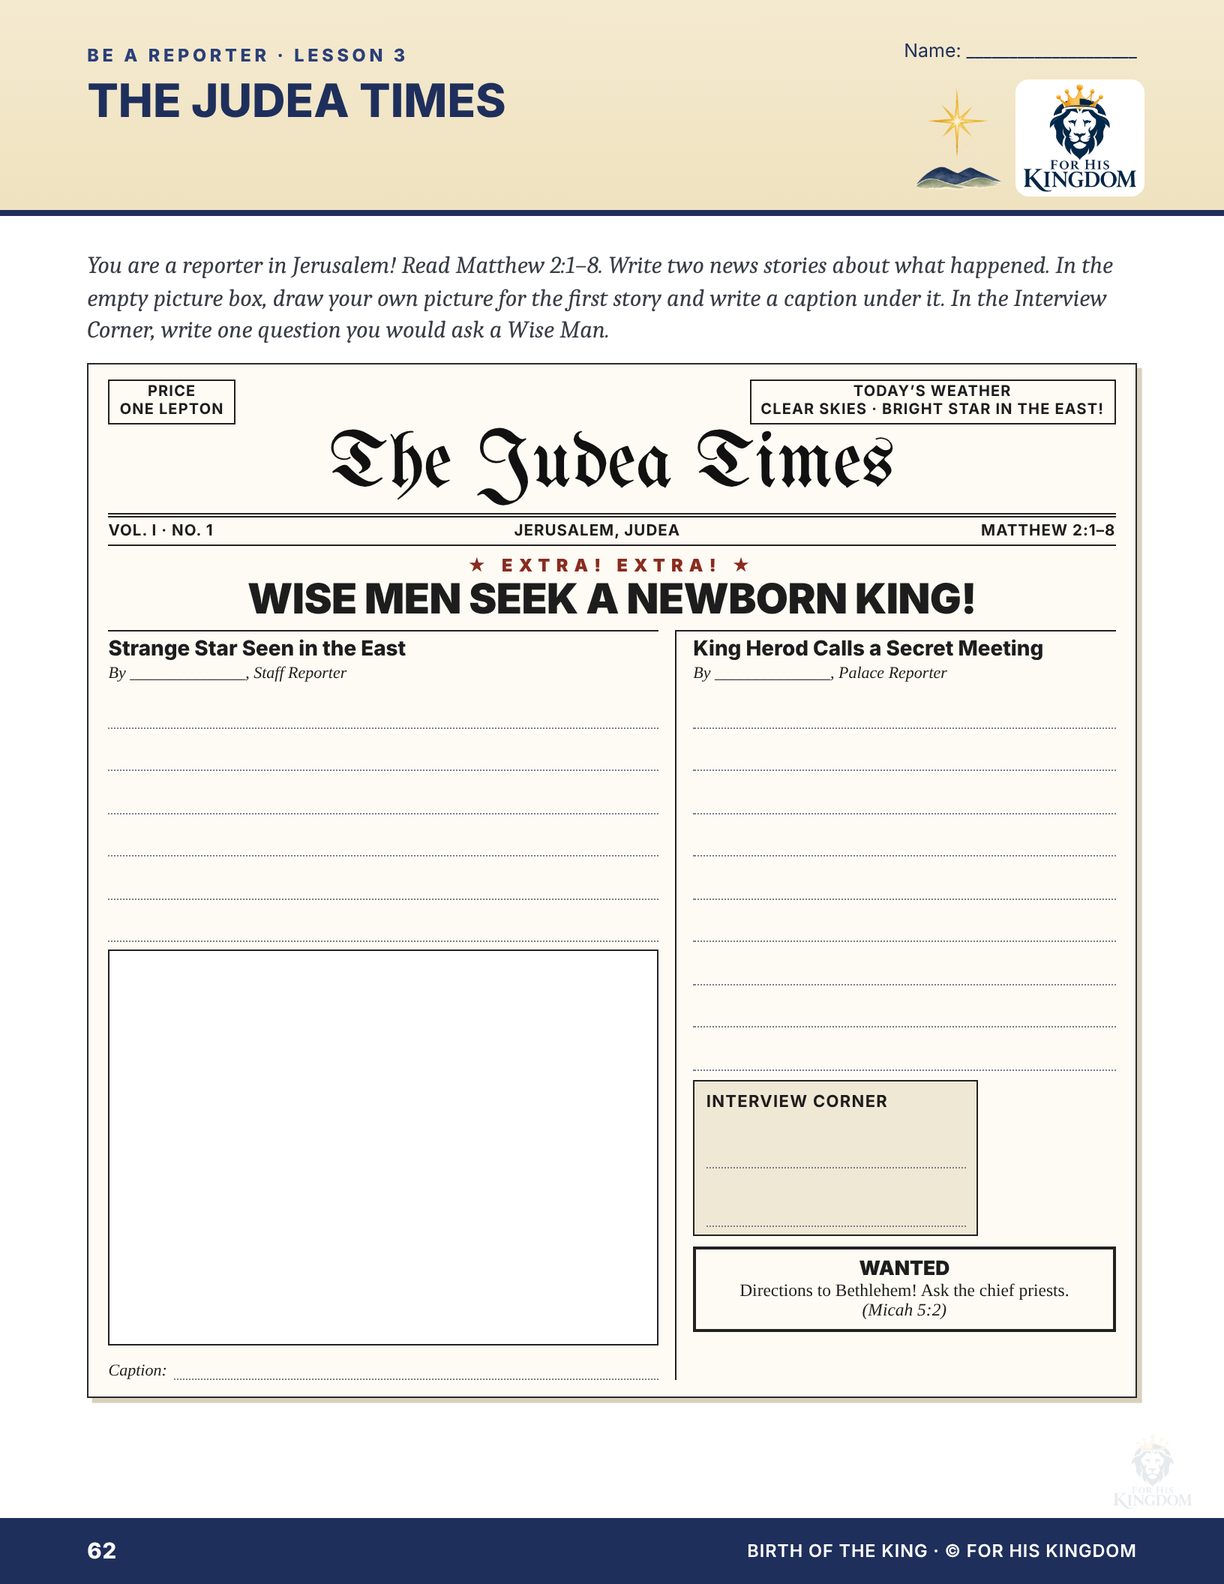 BE A REPORTER · LESSON 3
THE JUDEA TIMES
Name: ________________
FOR HIS
KINGDOM
You are a reporter in Jerusalem! Read Matthew 2:1–8. Write two news stories about what happened. In the
empty picture box, draw your own picture for the first story and write a caption under it. In the Interview
Corner, write one question you would ask a Wise Man.
PRICE
ONE LEPTON
TODAY’S WEATHER
CLEAR SKIES · BRIGHT STAR IN THE EAST!
The Judea Times
VOL. I · NO. 1
JERUSALEM, JUDEA
MATTHEW 2:1–8
★ EXTRA! EXTRA! ★
WISE MEN SEEK A NEWBORN KING!
Strange Star Seen in the East
By ______________, Staff Reporter
Caption:
King Herod Calls a Secret Meeting
By ______________, Palace Reporter
INTERVIEW CORNER
WANTED
Directions to Bethlehem! Ask the chief priests.
(Micah 5:2)
FOR HIS
KINGDOM
62
BIRTH OF THE KING · © FOR HIS KINGDOM